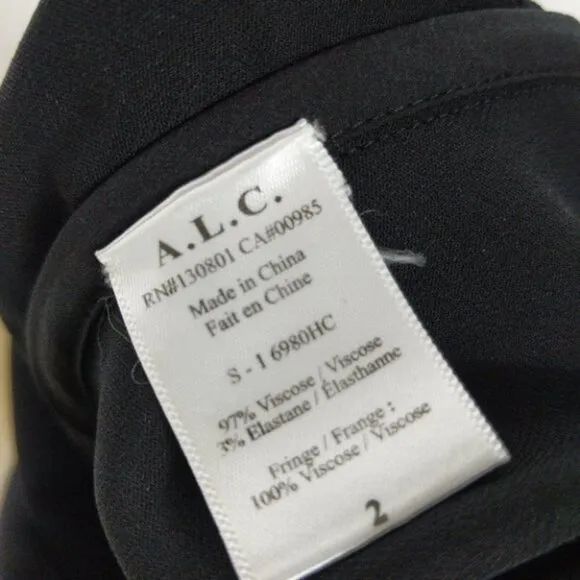 A.L.C.
RN#130801 CA#00985
Made in China
Fait en Chine
S - 1 6980HC
97% Viscose / Viscose
3% Elastane / Élasthanne
Fringe / Frange :
100% Viscose / Viscose
2